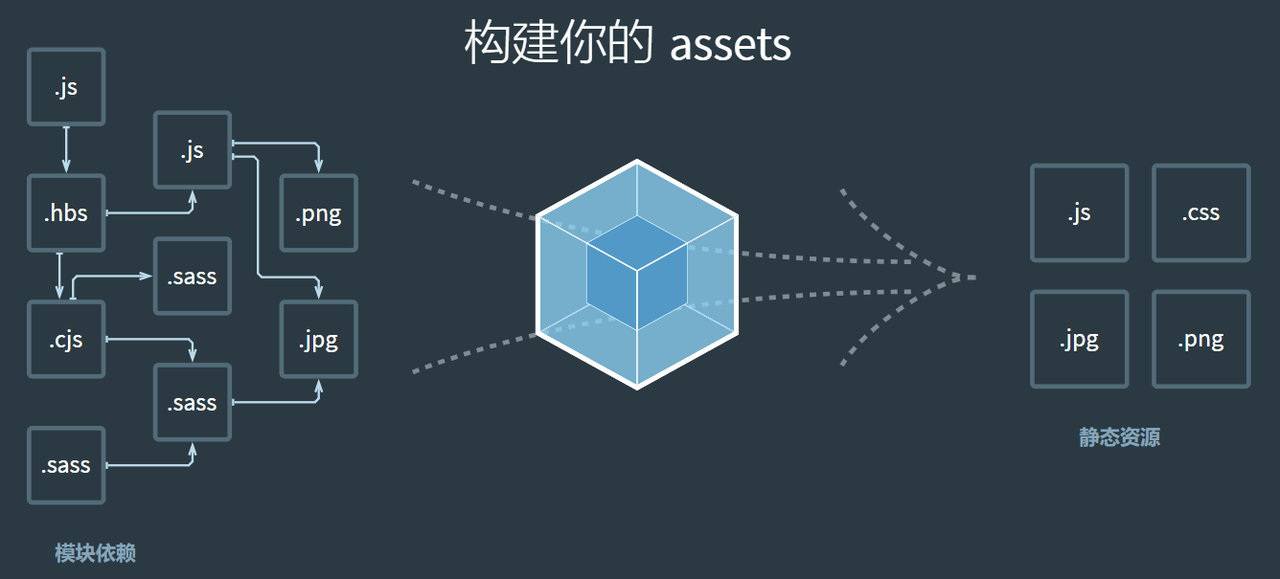 构建你的 assets
.js
.js
.hbs
.png
.sass
.cjs
.jpg
.sass
.sass
模块依赖
.js
.css
.jpg
.png
静态资源